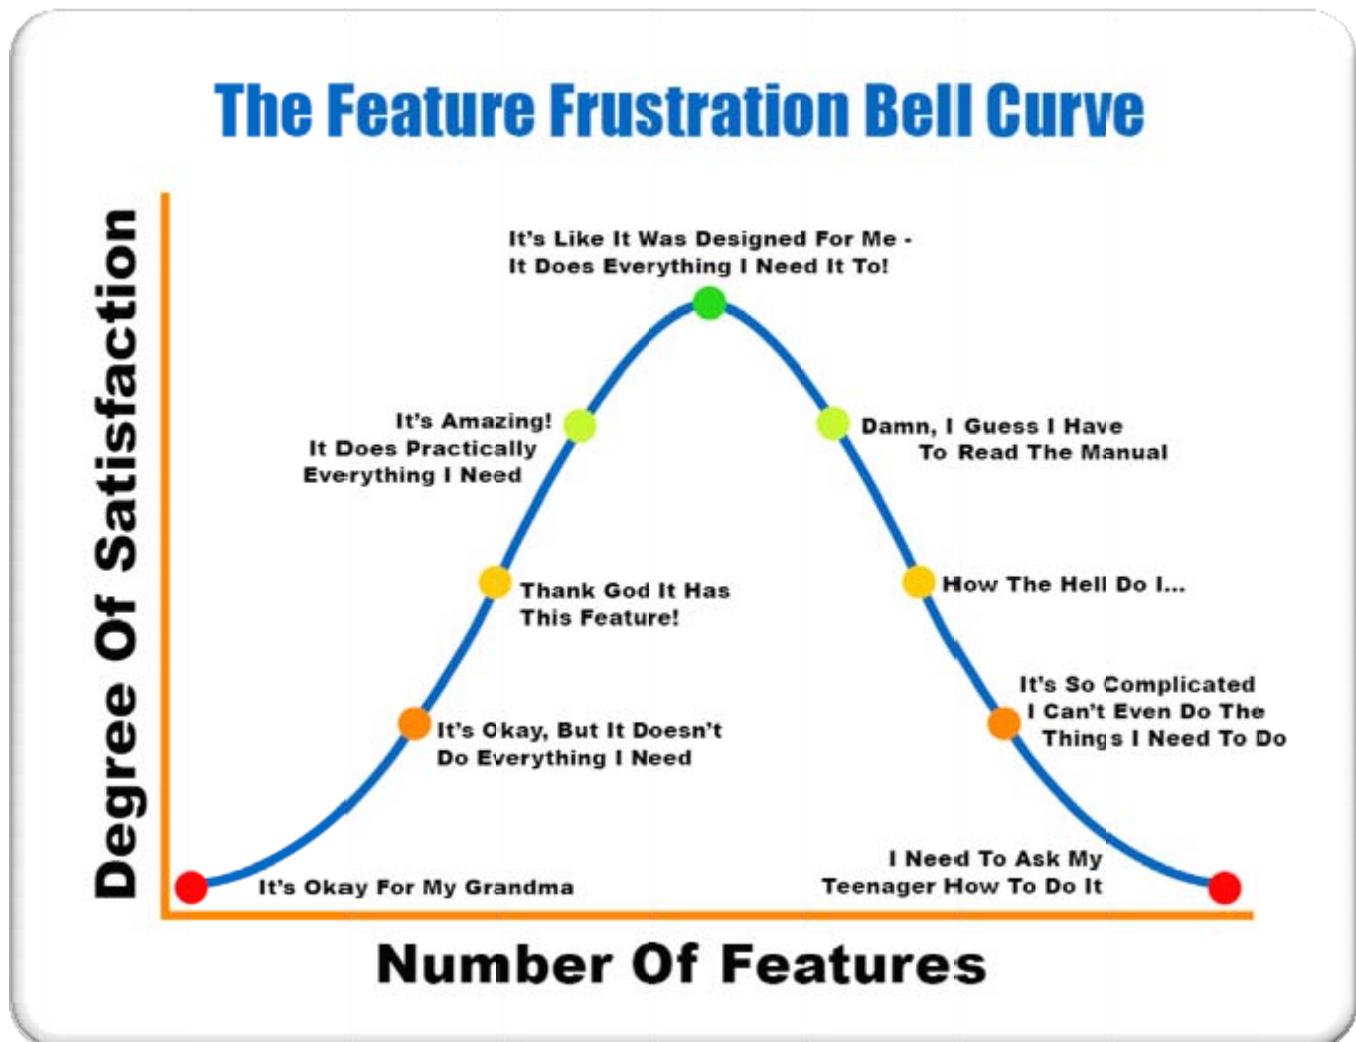 The Feature Frustration Bell Curve
Degree Of Satisfaction
It's Like It Was Designed For Me -
It Does Everything I Need It To!
It's Amazing!
It Does Practically
Everything I Need
Damn, I Guess I Have
To Read The Manual
Thank God It Has
This Feature!
How The Hell Do I...
It's Okay, But It Doesn't
Do Everything I Need
It's So Complicated
I Can't Even Do The
Things I Need To Do
It's Okay For My Grandma
I Need To Ask My
Teenager How To Do It
Number Of Features